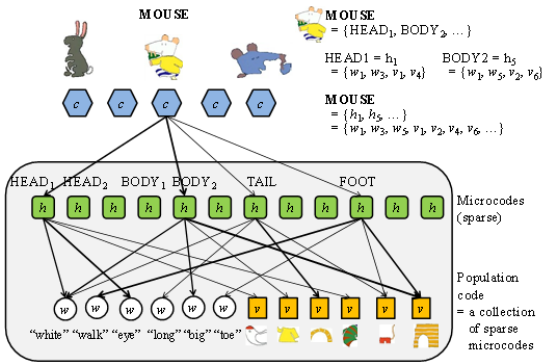 MOUSE
MOUSE
= {HEAD₁, BODY₂, …}
HEAD1 = h₁
= {w₁, w₃, v₁, v₄}
BODY2 = h₅
= {w₁, w₅, v₂, v₆}
MOUSE
= {h₁, h₅, …}
= {w₁, w₃, w₅, v₁, v₂, v₄, v₆, …}
c c c c c
HEAD₁ HEAD₂ BODY₁ BODY₂ TAIL FOOT
h h h h h h h h h h h h
Microcodes
(sparse)
Population
code
= a collection
of sparse
microcodes
w w w w w w v v v v v v
“white” “walk” “eye” “long” “big” “toe”